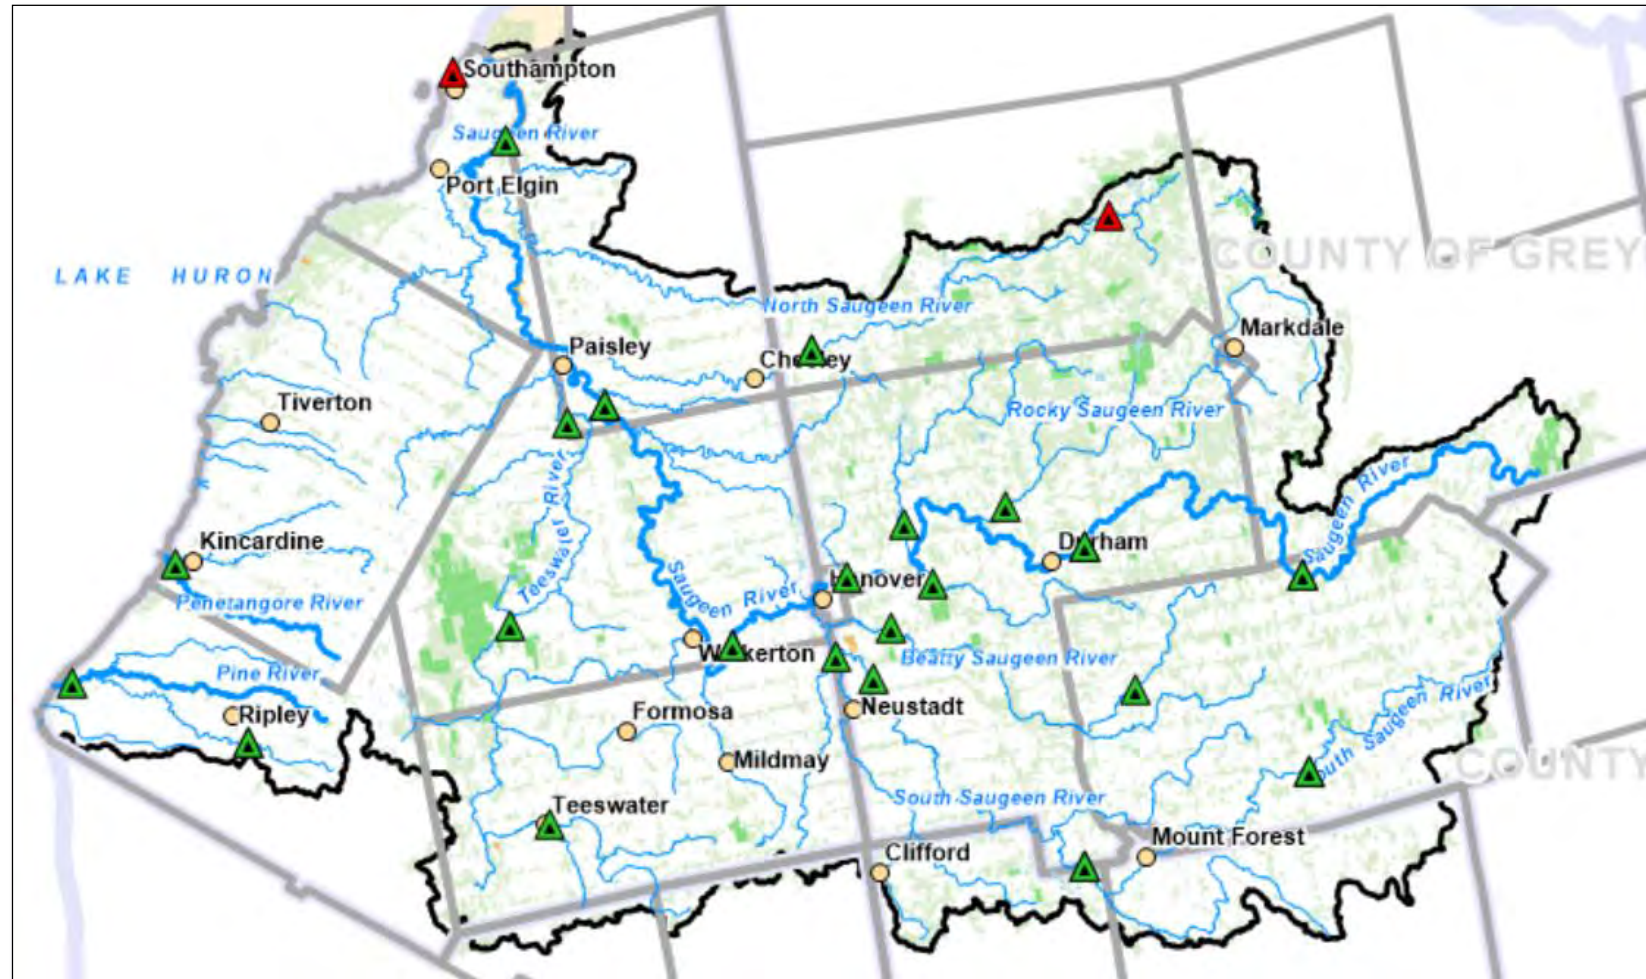 Southampton
Saugeen River
Port Elgin
LAKE HURON
COUNTY OF GREY
North Saugeen River
Markdale
Paisley
Chesley
Tiverton
Rocky Saugeen River
Saugeen River
Teeswater River
Kincardine
Durham
Hanover
Saugeen River
Penetangore River
Walkerton
Beatty Saugeen River
Pine River
Ripley
Formosa
Neustadt
South Saugeen River
Mildmay
COUNTY
Teeswater
South Saugeen River
Mount Forest
Clifford